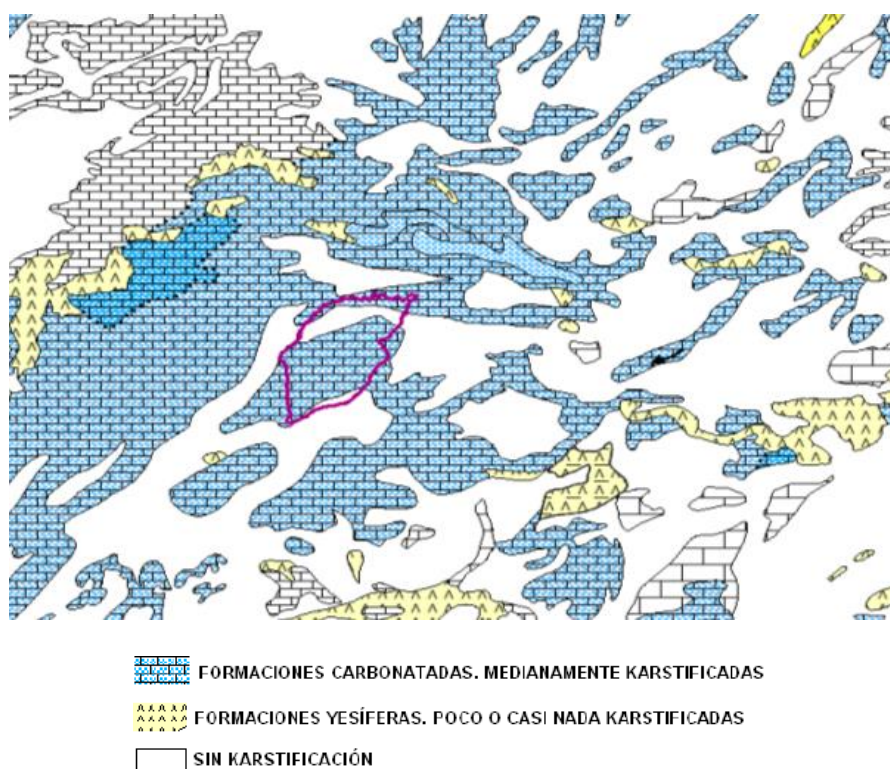 FORMACIONES CARBONATADAS. MEDIANAMENTE KARSTIFICADAS
FORMACIONES YESÍFERAS. POCO O CASI NADA KARSTIFICADAS
SIN KARSTIFICACIÓN